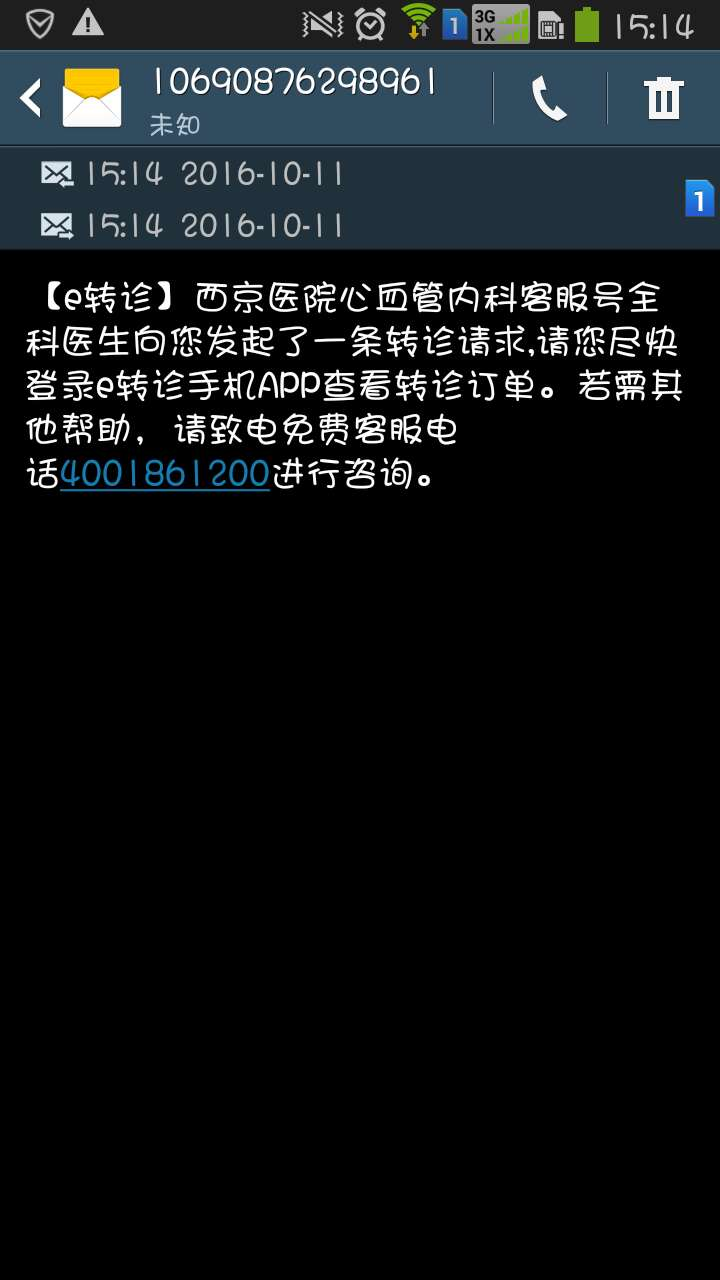 1
3G
1X
15:14
10690876298961
未知
15:14 2016-10-11
1
15:14 2016-10-11
【e转诊】西京医院心血管内科客服号全
科医生向您发起了一条转诊请求,请您尽快
登录e转诊手机APP查看转诊订单。若需其
他帮助，请致电免费客服电
话4001861200进行咨询。